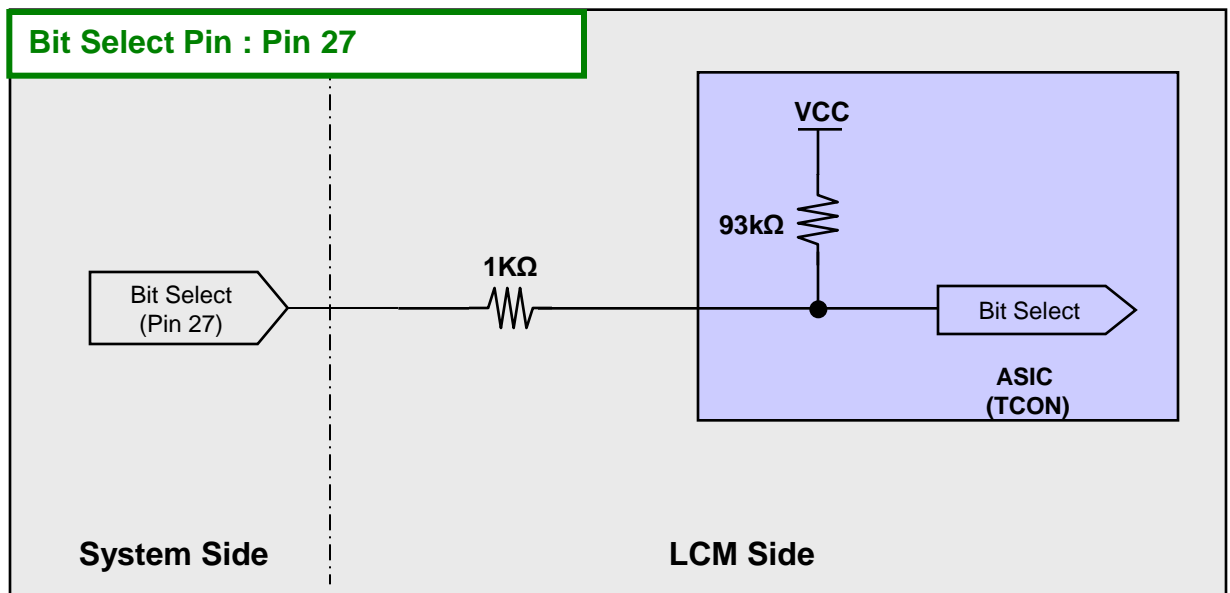 Bit Select Pin : Pin 27
VCC
93kΩ
1KΩ
Bit Select
(Pin 27)
Bit Select
ASIC
(TCON)
System Side
LCM Side